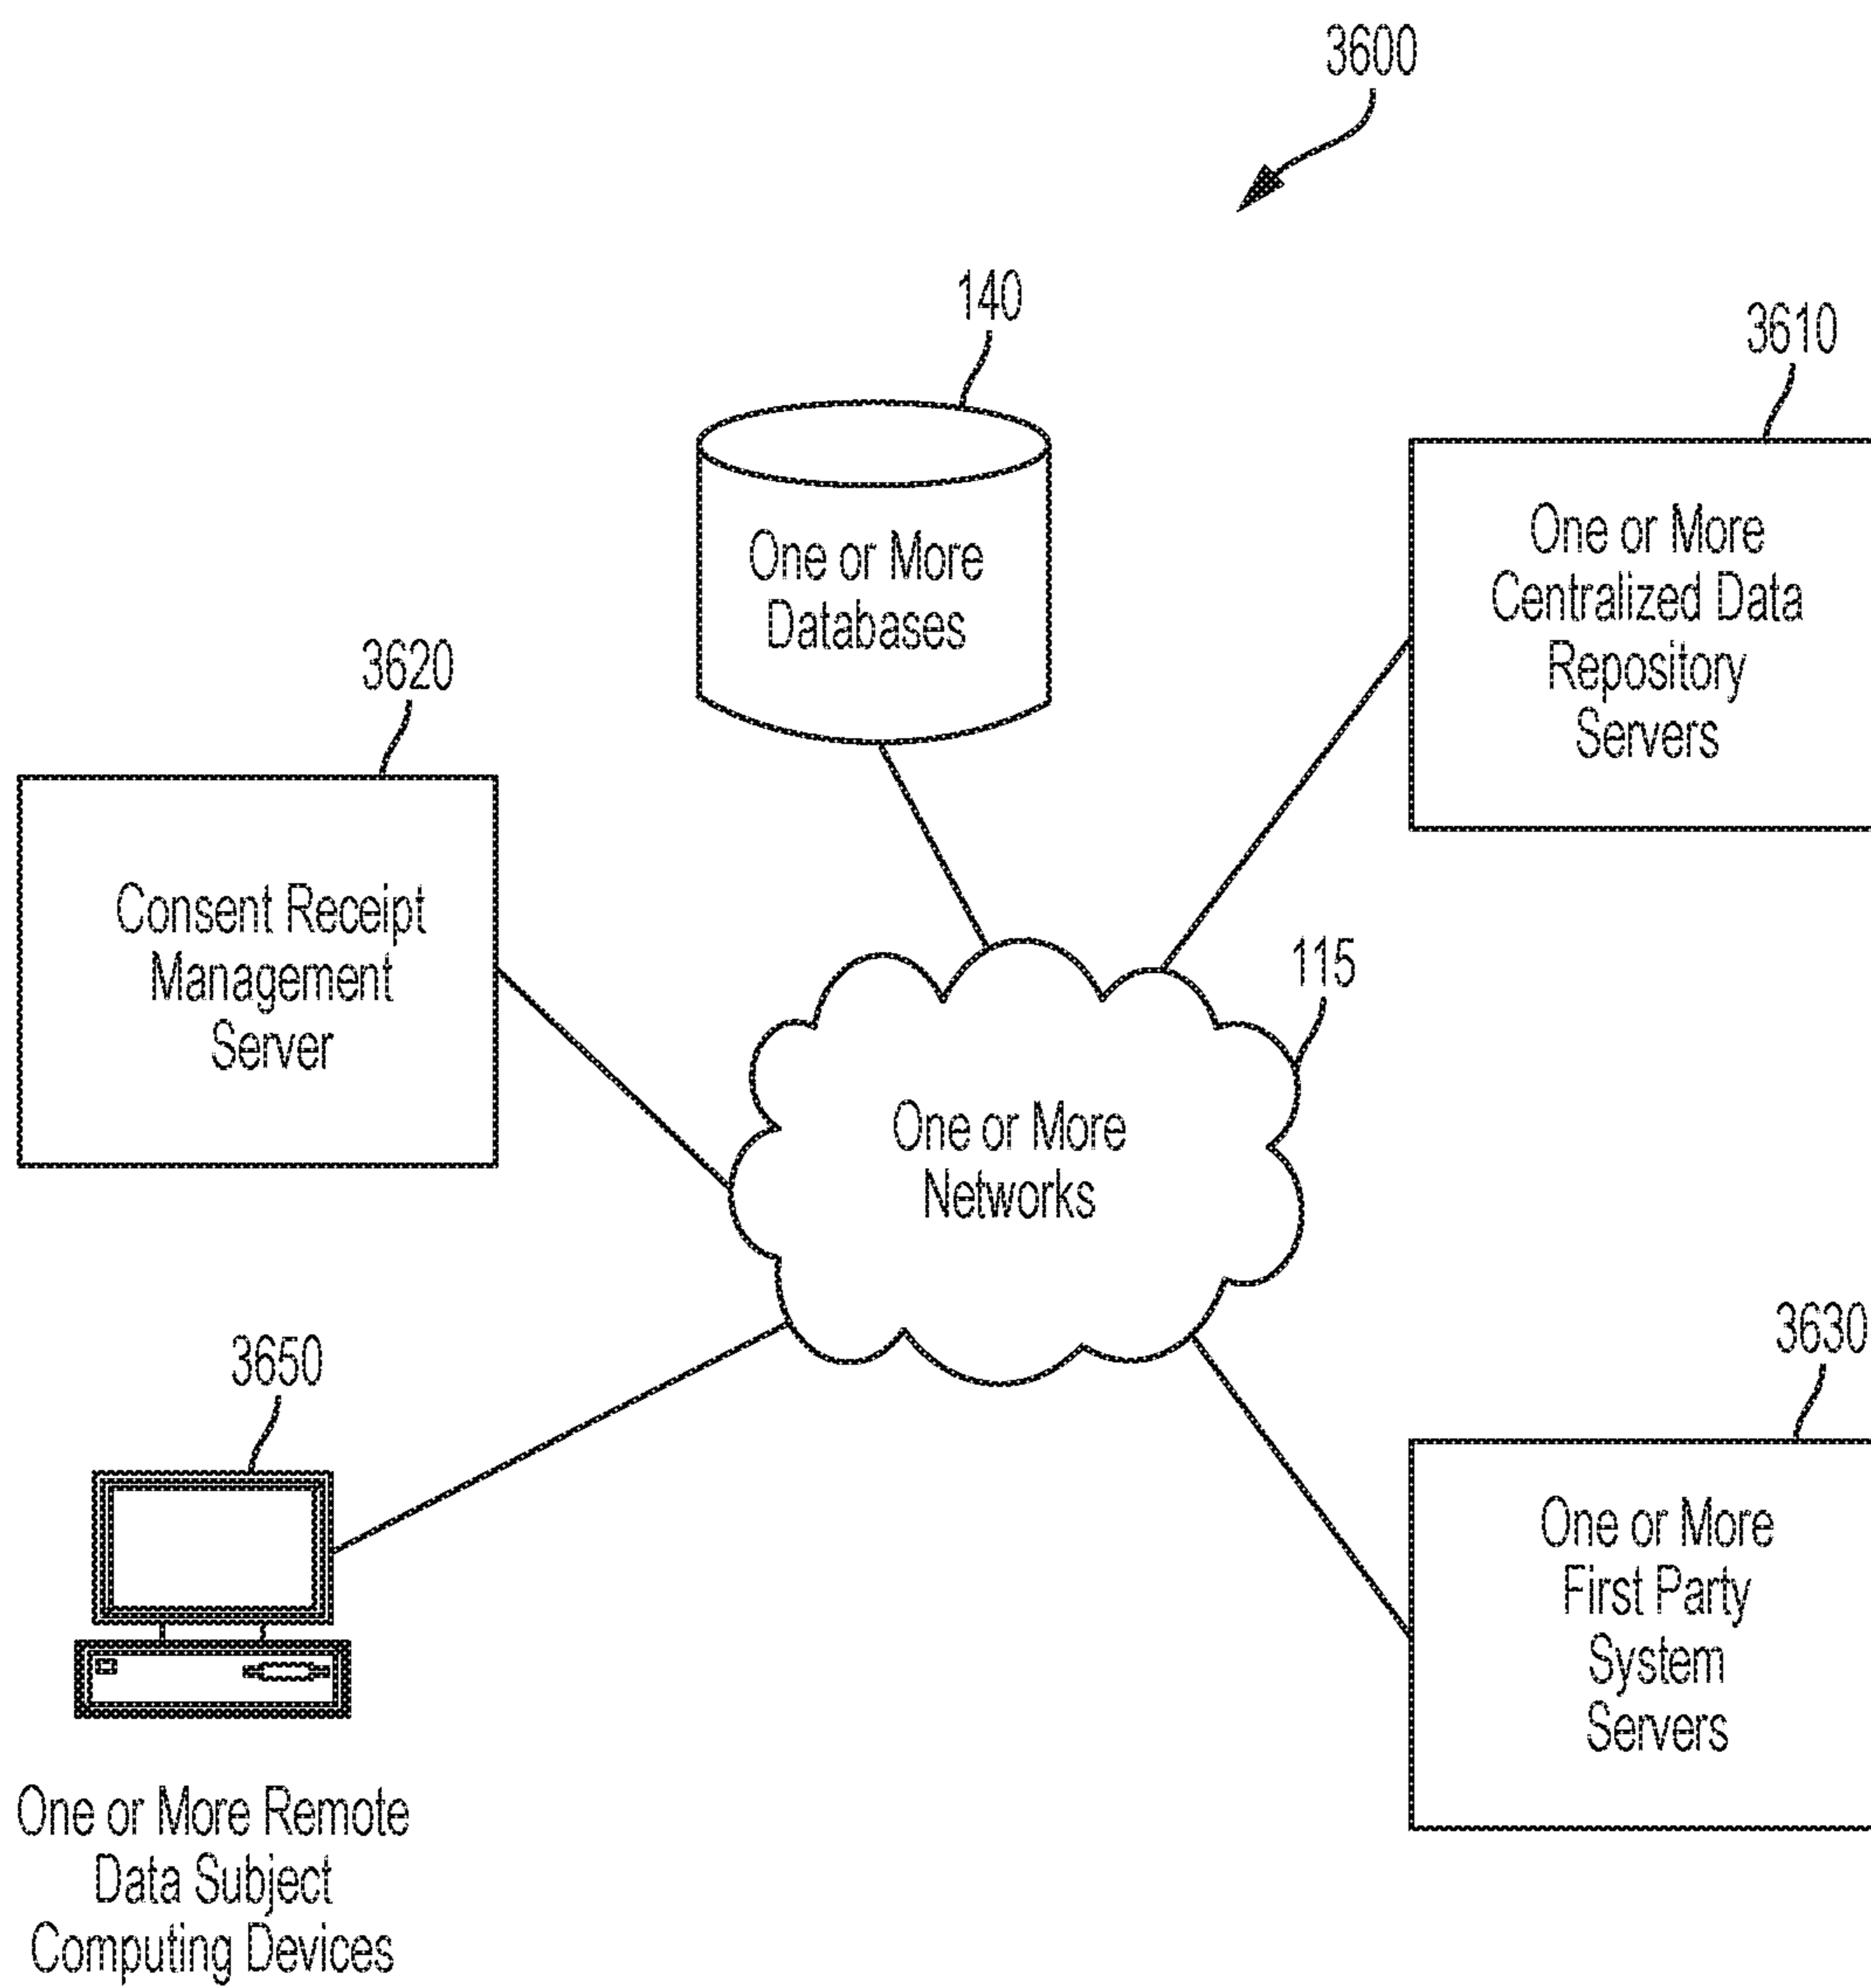 3600
140
One or More
Databases
3610
One or More
Centralized Data
Repository
Servers
3620
Consent Receipt
Management
Server
115
One or More
Networks
3650
One or More Remote
Data Subject
Computing Devices
3630
One or More
First Party
System
Servers